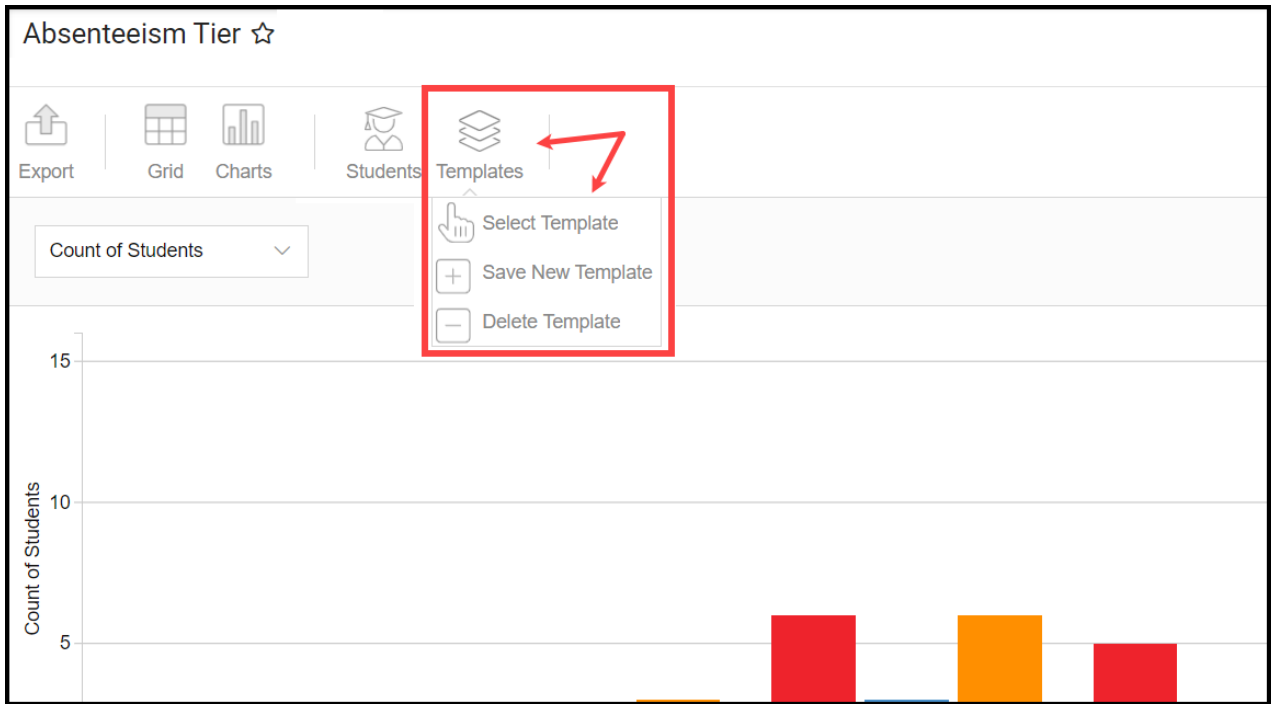 Absenteeism Tier
Export
Grid
Charts
Students
Templates
Select Template
Save New Template
Delete Template
Count of Students
15
10
5
Count of Students